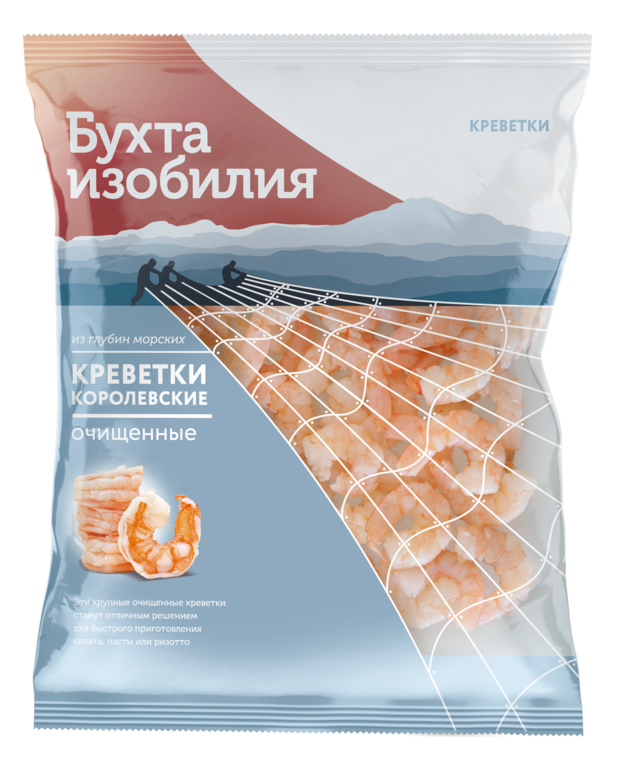 Бухта
изобилия
КРЕВЕТКИ
из глубин морских
КРЕВЕТКИ
КОРОЛЕВСКИЕ
очищенные
Эти крупные очищенные креветки
станут отличным решением
для быстрого приготовления
салата, пасты или ризотто